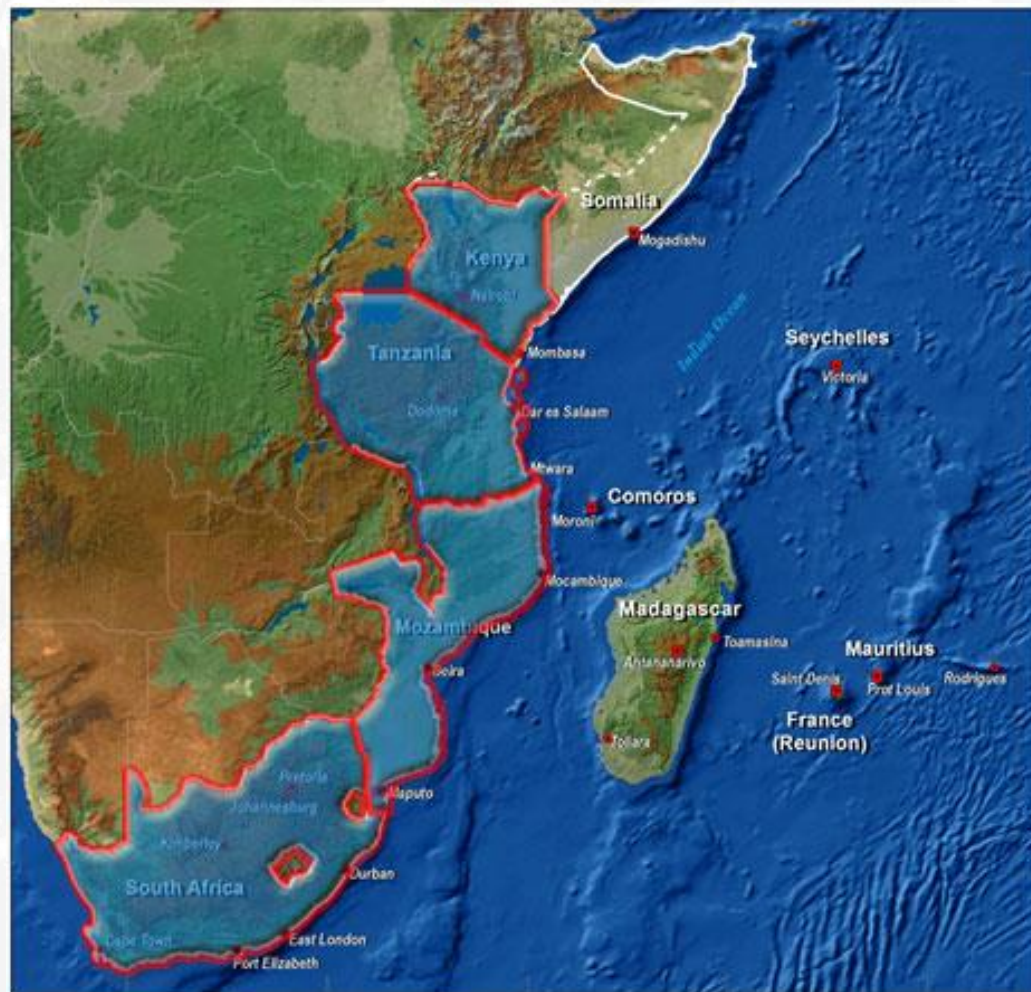 Somalia
Mogadishu
Kenya
Nairobi
Indian Ocean
Seychelles
Victoria
Tanzania
Mombasa
Dodoma
Dar es Salaam
Mtwara
Comoros
Moroni
Mocambique
Madagascar
Mozambique
Toamasina
Antananarivo
Mauritius
Beira
Saint Denis
Prot Louis
Rodrigues
France
(Reunion)
Toliara
Pretoria
Maputo
Johannesburg
Kimberley
Durban
South Africa
Cape Town
East London
Port Elizabeth